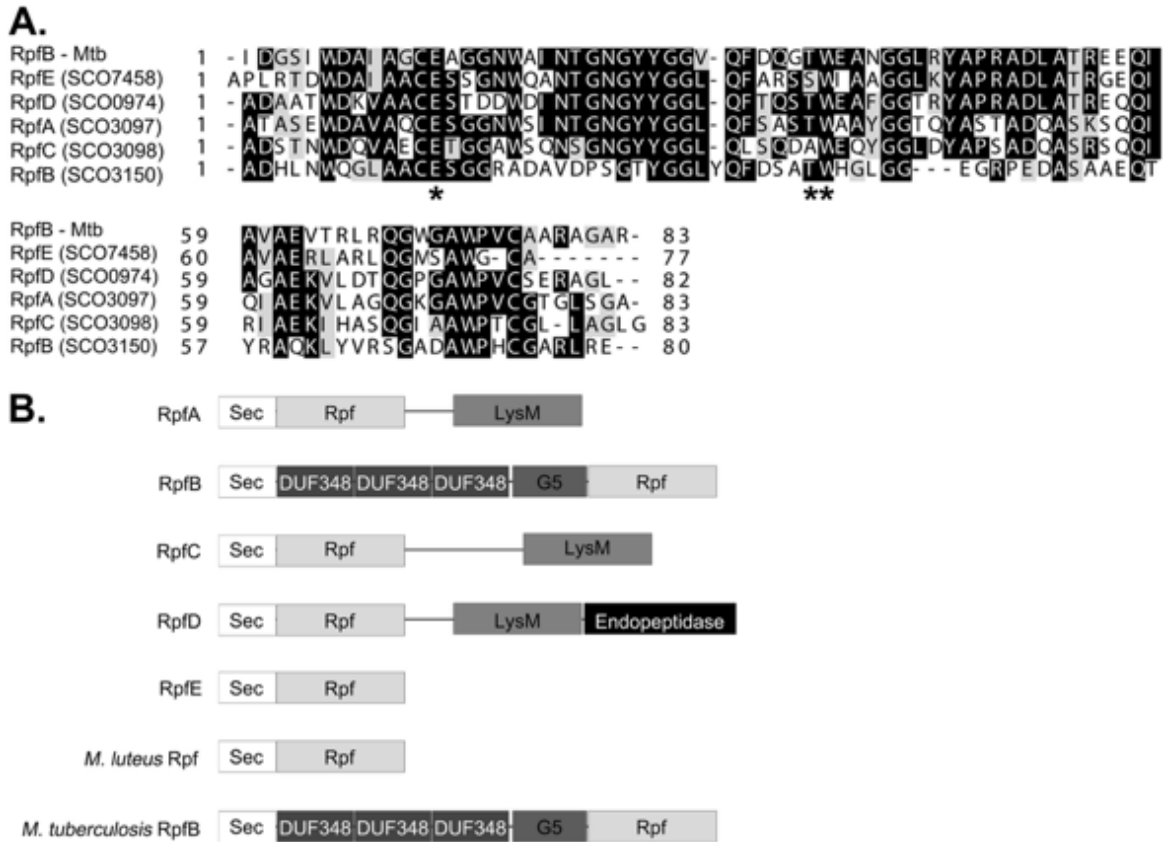 A.
RpfB - Mtb 1 - I DGSI WDAI AGCEAGGNWAI NTGNGYYGGV - QFDQGTWEANGGLRYAPRADLATREEQI
RpfE (SCO7458) 1 APLRTDWDAI AACESSGNWQANTGNGYYGGL - QFARSSWI AAGGLKYAPRADLATRGEQI
RpfD (SCO0974) 1 - ADAATWDKVAACESTDDWDI NTGNGYYGGL - QFTQSTWEAFGGTRYAPRADLATREQQI
RpfA (SCO3097) 1 - ATASEWDAVAQCESGGNWSI NTGNGYYGGL - QFSASTWAAYGGTQYASTADQASKSQQI
RpfC (SCO3098) 1 - ADSTNWDQVAECETGGAWSQNSGNGYYGGL - QLSQDAWEQYGGLDYAPSADQASRSQQI
RpfB (SCO3150) 1 - ADHLNWQGLAACESGGRADAVDPSGTYGGLYQFDSATWHGLGG - - - EGRPEDASAAEQT
* **
RpfB - Mtb 59 AVAEVTRLRQGWGAWPVCAARAGAR - 83
RpfE (SCO7458) 60 AVAERLARLQGMSAWG - CA - - - - - - - 77
RpfD (SCO0974) 59 AGAEKVLDTQGPGAWPVCSERAGL - - 82
RpfA (SCO3097) 59 QI AEKVLAGQGKGAWPVCGTGLSGA - 83
RpfC (SCO3098) 59 RI AEKI HASQGI AAWPTCGL - LAGLG 83
RpfB (SCO3150) 57 YRAQKLYVRSGADAWPHCGARLRE - - 80
B.
RpfA Sec Rpf LysM
RpfB Sec DUF348 DUF348 DUF348 G5 Rpf
RpfC Sec Rpf LysM
RpfD Sec Rpf LysM Endopeptidase
RpfE Sec Rpf
M. luteus Rpf Sec Rpf
M. tuberculosis RpfB Sec DUF348 DUF348 DUF348 G5 Rpf